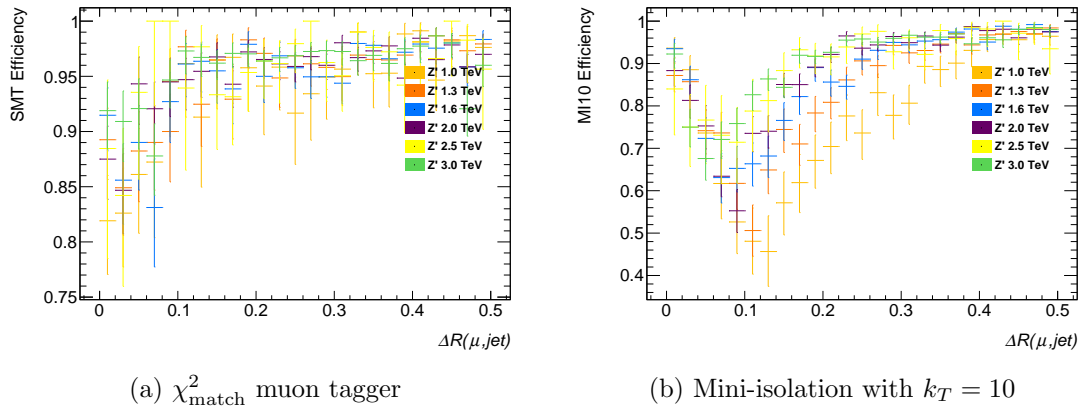 SMT Efficiency
1
0.95
0.9
0.85
0.8
0.75
Z' 1.0 TeV
Z' 1.3 TeV
Z' 1.6 TeV
Z' 2.0 TeV
Z' 2.5 TeV
Z' 3.0 TeV
0 0.1 0.2 0.3 0.4 0.5
ΔR(μ,jet)
(a) χ²match muon tagger
MI10 Efficiency
1
0.9
0.8
0.7
0.6
0.5
0.4
Z' 1.0 TeV
Z' 1.3 TeV
Z' 1.6 TeV
Z' 2.0 TeV
Z' 2.5 TeV
Z' 3.0 TeV
0 0.1 0.2 0.3 0.4 0.5
ΔR(μ,jet)
(b) Mini-isolation with kT = 10